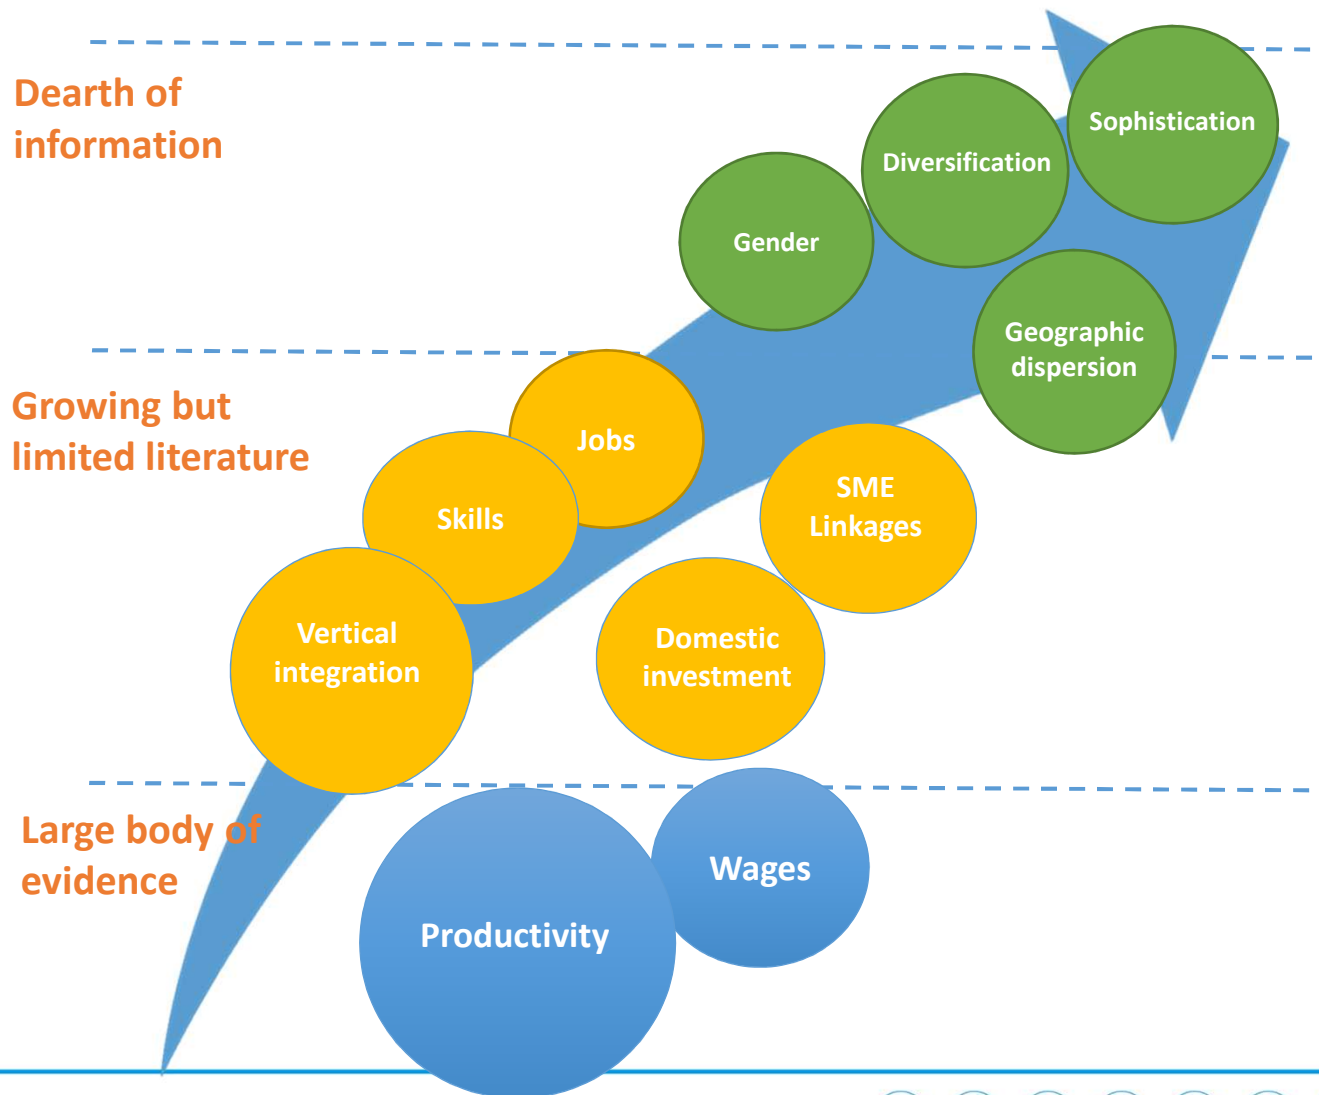 Dearth of
information
Sophistication
Diversification
Gender
Geographic
dispersion
Growing but
limited literature
Jobs
SME
Linkages
Skills
Vertical
integration
Domestic
investment
Large body of
evidence
Wages
Productivity